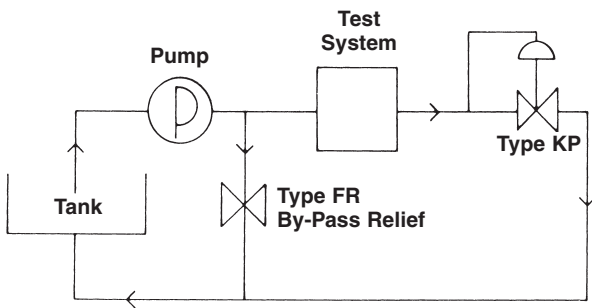 Test
System
Pump
Type KP
Tank
Type FR
By-Pass Relief